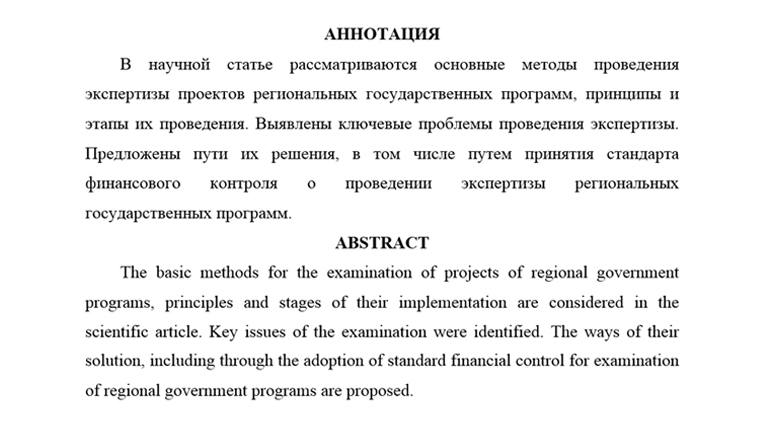 АННОТАЦИЯ
В научной статье рассматриваются основные методы проведения
экспертизы проектов региональных государственных программ, принципы и
этапы их проведения. Выявлены ключевые проблемы проведения экспертизы.
Предложены пути их решения, в том числе путем принятия стандарта
финансового контроля о проведении экспертизы региональных
государственных программ.
ABSTRACT
The basic methods for the examination of projects of regional government
programs, principles and stages of their implementation are considered in the
scientific article. Key issues of the examination were identified. The ways of their
solution, including through the adoption of standard financial control for examination
of regional government programs are proposed.